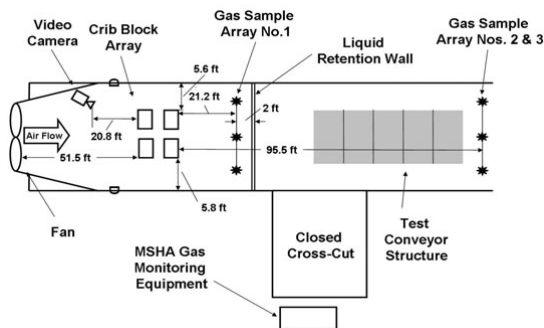 Video
Camera
Crib Block
Array
Gas Sample
Array No.1
Liquid
Retention Wall
Gas Sample
Array Nos. 2 & 3
5.6 ft
21.2 ft
2 ft
Air Flow
20.8 ft
51.5 ft
95.5 ft
5.8 ft
Fan
MSHA Gas
Monitoring
Equipment
Closed
Cross-Cut
Test
Conveyor
Structure